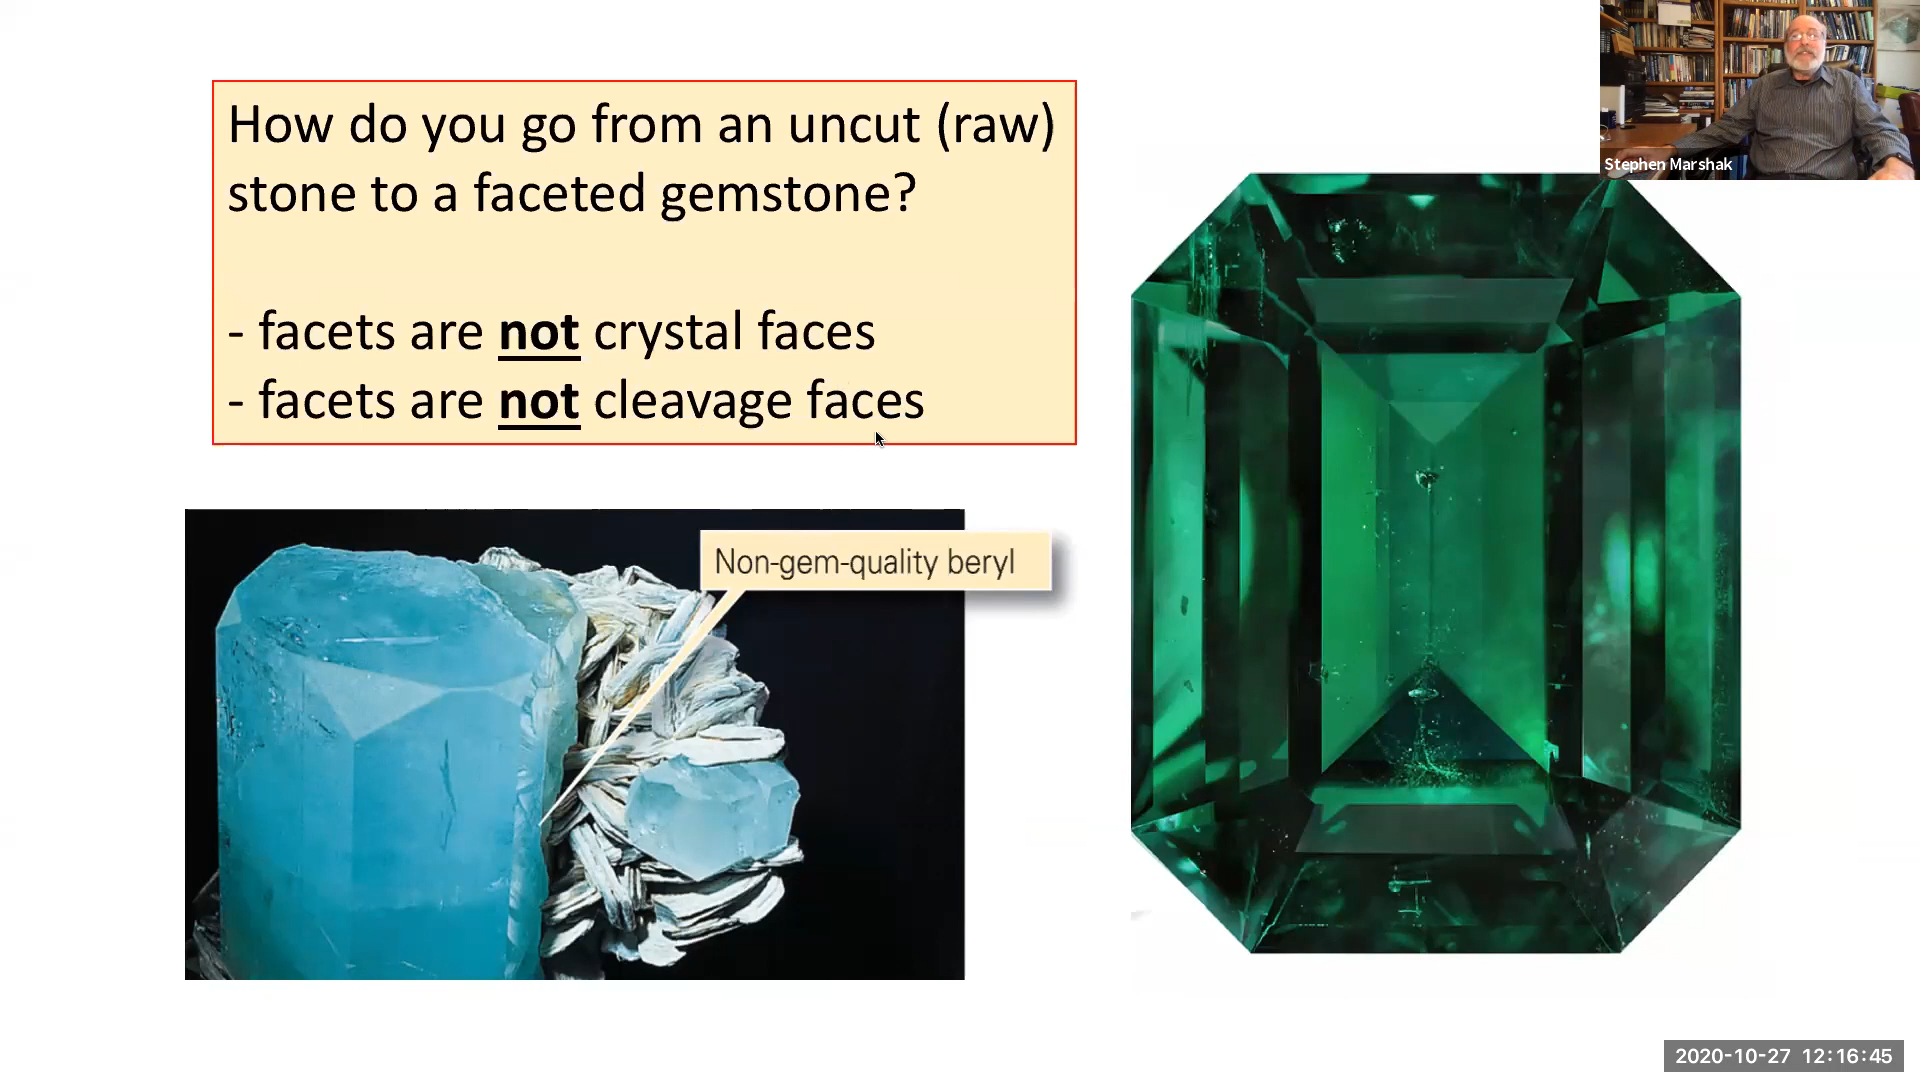 How do you go from an uncut (raw)
stone to a faceted gemstone?
- facets are not crystal faces
- facets are not cleavage faces
Non-gem-quality beryl
Stephen Marshak
2020-10-27 12:16:45